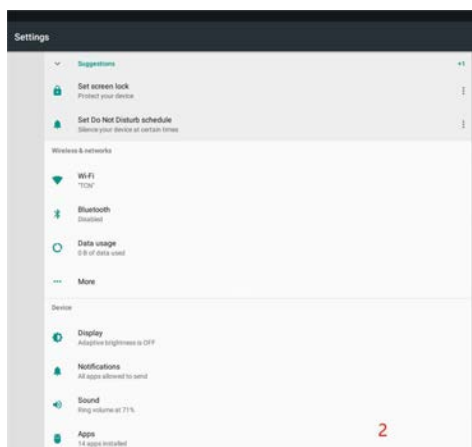 Settings
Suggestions
+1
Set screen lock
Protect your device
Set Do Not Disturb schedule
Silence your device at certain times
Wireless & networks
Wi-Fi
"TCN"
Bluetooth
Disabled
Data usage
0 B of data used
More
Device
Display
Adaptive brightness is OFF
Notifications
All apps allowed to send
Sound
Ring volume at 71%
2
Apps
14 apps installed